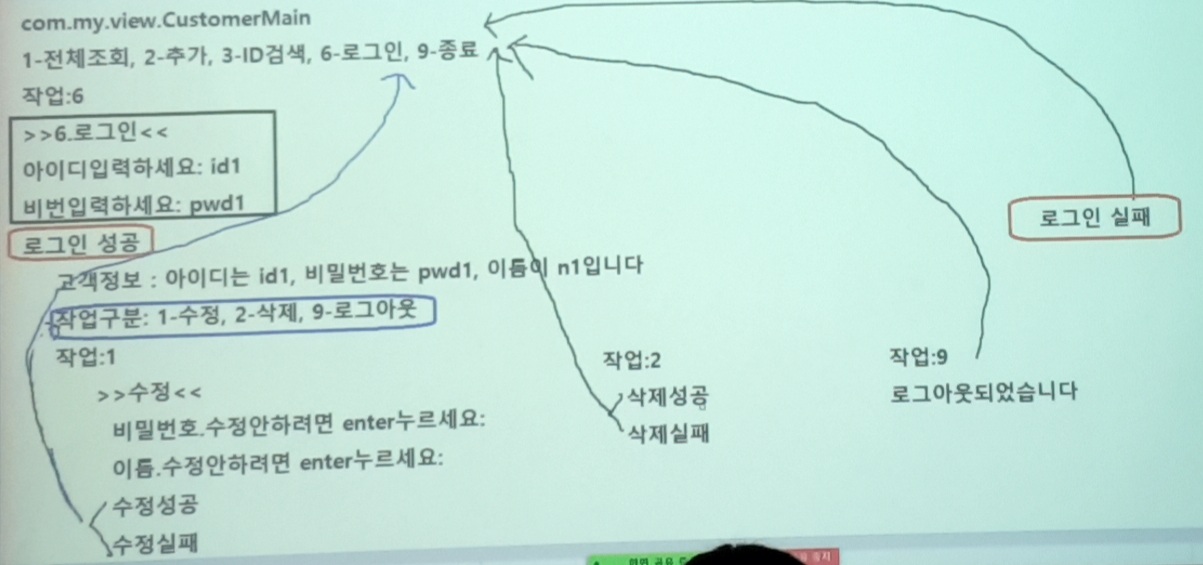 com.my.view.CustomerMain
1-전체조회, 2-추가, 3-ID검색, 6-로그인, 9-종료
작업:6
>>6.로그인<<
아이디입력하세요: id1
비번입력하세요: pwd1
로그인 성공
로그인 실패
고객정보 : 아이디는 id1, 비밀번호는 pwd1, 이름이 n1입니다
작업구분: 1-수정, 2-삭제, 9-로그아웃
작업:1
>>수정<<
비밀번호.수정안하려면 enter누르세요:
이름.수정안하려면 enter누르세요:
수정성공
수정실패
작업:2
삭제성공
삭제실패
작업:9
로그아웃되었습니다